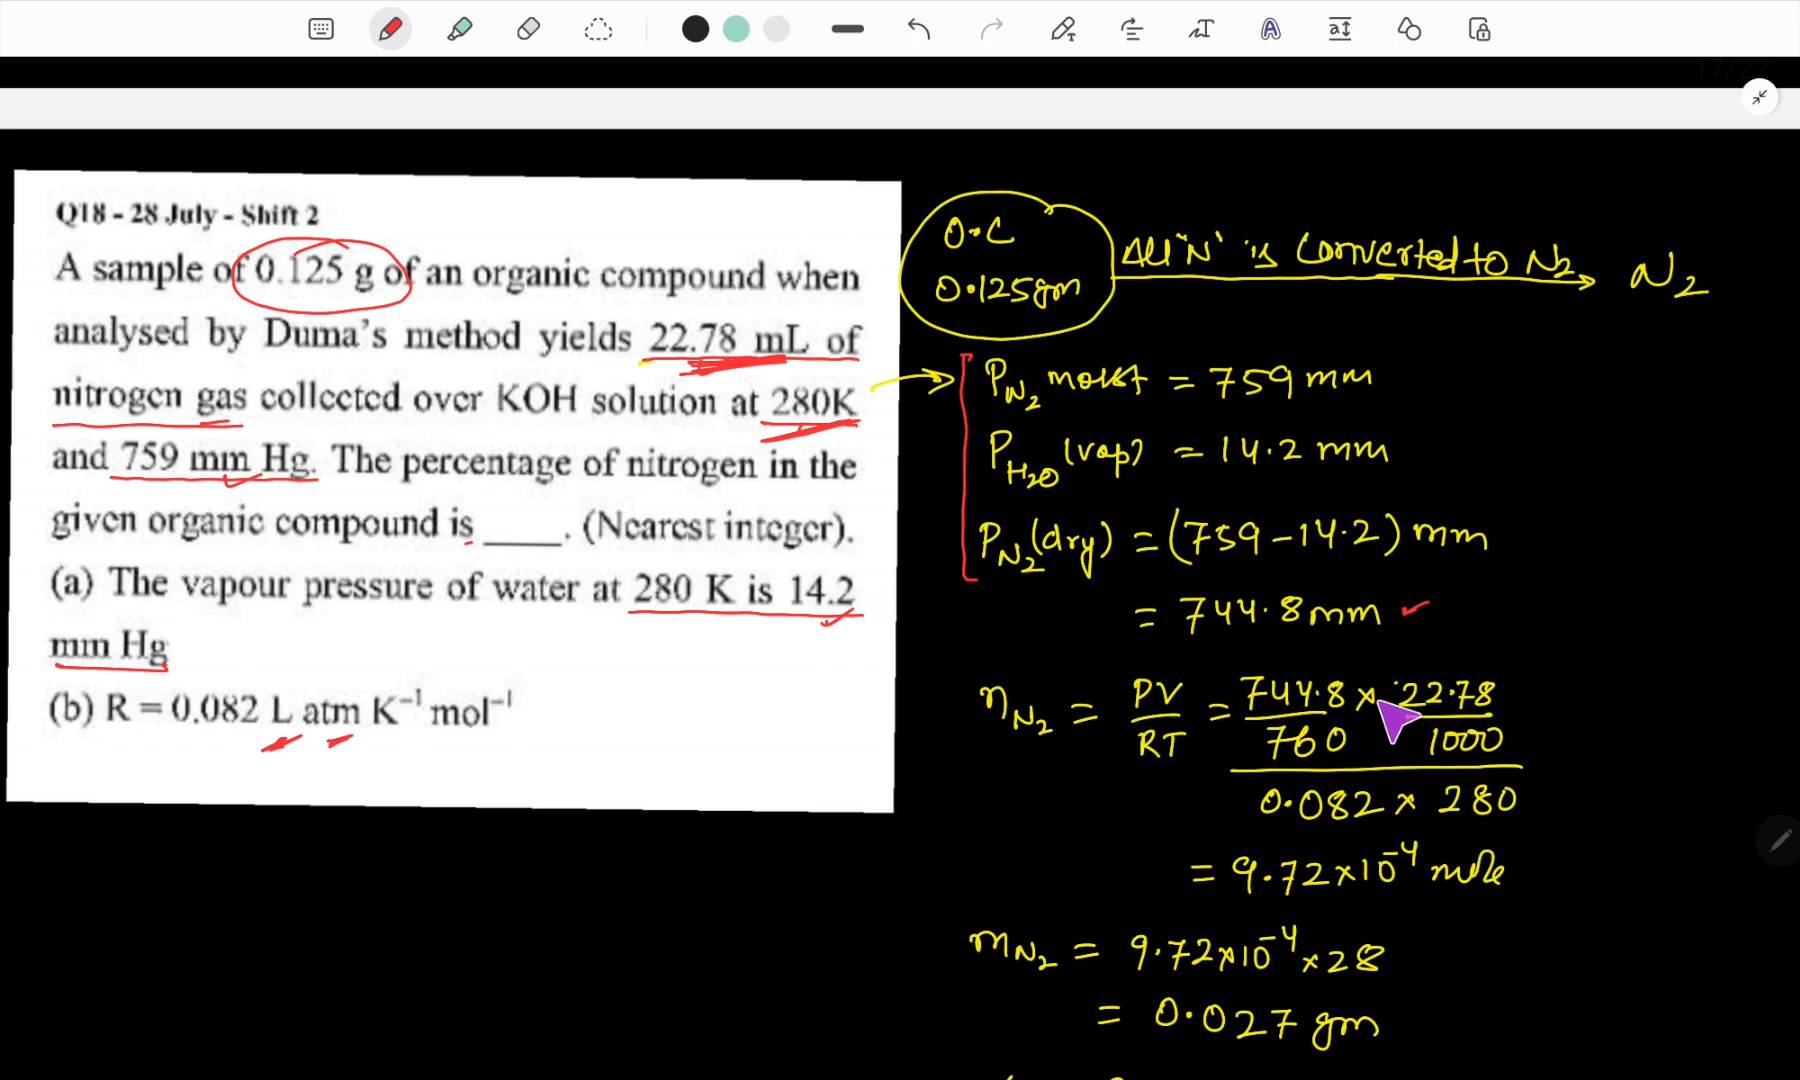 17/22
Q18 - 28 July - Shift 2
A sample of 0.125 g of an organic compound when
analysed by Duma's method yields 22.78 mL of
nitrogen gas collected over KOH solution at 280K
and 759 mm Hg. The percentage of nitrogen in the
given organic compound is ____. (Nearest integer).
(a) The vapour pressure of water at 280 K is 14.2
mm Hg
(b) R = 0.082 L atm K⁻¹ mol⁻¹
O.C
0.125gm
All 'N' is converted to N₂
N₂
P_N₂ moist = 759 mm
P_H₂O (vap) = 14.2 mm
P_N₂ (dry) = (759 - 14.2) mm
= 744.8 mm
n_N₂ = PV/RT = (744.8/760 × 22.78/1000)/(0.082 × 280)
= 9.72 × 10⁻⁴ mole
m_N₂ = 9.72 × 10⁻⁴ × 28
= 0.027 gm